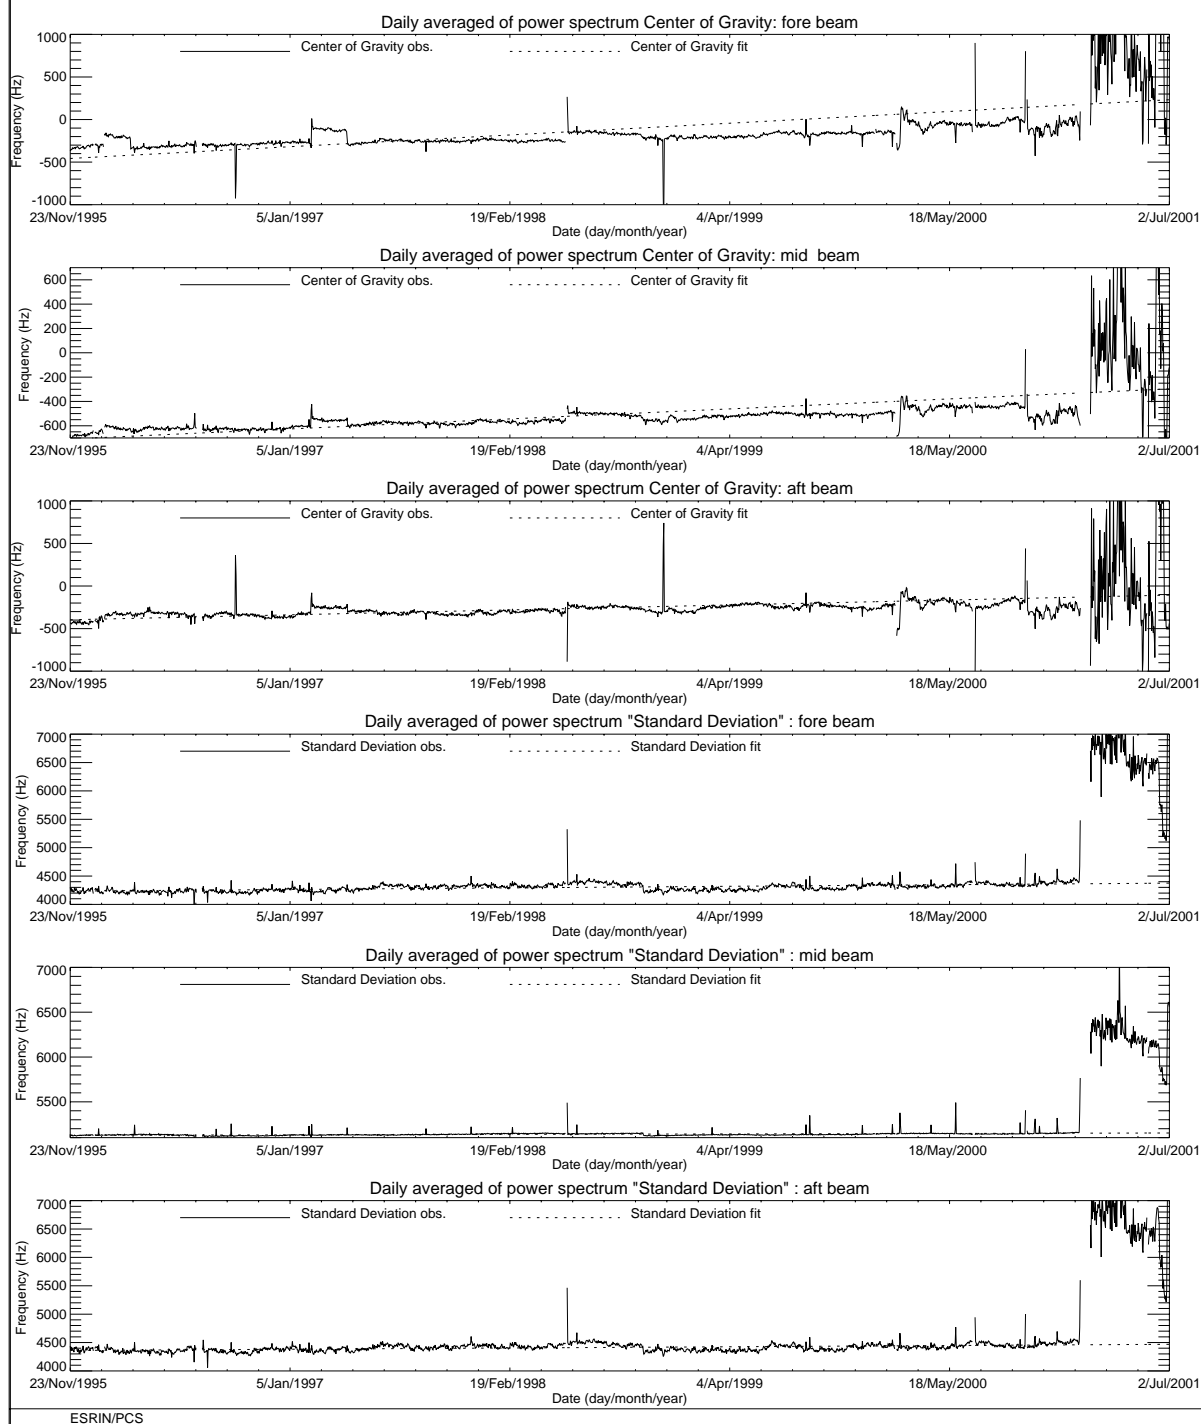 Daily averaged of power spectrum Center of Gravity: fore beam
Center of Gravity obs.
Center of Gravity fit
Frequency (Hz)
1000
500
0
-500
-1000
23/Nov/1995
5/Jan/1997
19/Feb/1998
4/Apr/1999
18/May/2000
2/Jul/2001
Date (day/month/year)
Daily averaged of power spectrum Center of Gravity: mid beam
Center of Gravity obs.
Center of Gravity fit
Frequency (Hz)
600
400
200
0
-200
-400
-600
23/Nov/1995
5/Jan/1997
19/Feb/1998
4/Apr/1999
18/May/2000
2/Jul/2001
Date (day/month/year)
Daily averaged of power spectrum Center of Gravity: aft beam
Center of Gravity obs.
Center of Gravity fit
Frequency (Hz)
1000
500
0
-500
-1000
23/Nov/1995
5/Jan/1997
19/Feb/1998
4/Apr/1999
18/May/2000
2/Jul/2001
Date (day/month/year)
Daily averaged of power spectrum "Standard Deviation" : fore beam
Standard Deviation obs.
Standard Deviation fit
Frequency (Hz)
7000
6500
6000
5500
5000
4500
4000
23/Nov/1995
5/Jan/1997
19/Feb/1998
4/Apr/1999
18/May/2000
2/Jul/2001
Date (day/month/year)
Daily averaged of power spectrum "Standard Deviation" : mid beam
Standard Deviation obs.
Standard Deviation fit
Frequency (Hz)
7000
6500
6000
5500
23/Nov/1995
5/Jan/1997
19/Feb/1998
4/Apr/1999
18/May/2000
2/Jul/2001
Date (day/month/year)
Daily averaged of power spectrum "Standard Deviation" : aft beam
Standard Deviation obs.
Standard Deviation fit
Frequency (Hz)
7000
6500
6000
5500
5000
4500
4000
23/Nov/1995
5/Jan/1997
19/Feb/1998
4/Apr/1999
18/May/2000
2/Jul/2001
Date (day/month/year)
ESRIN/PCS